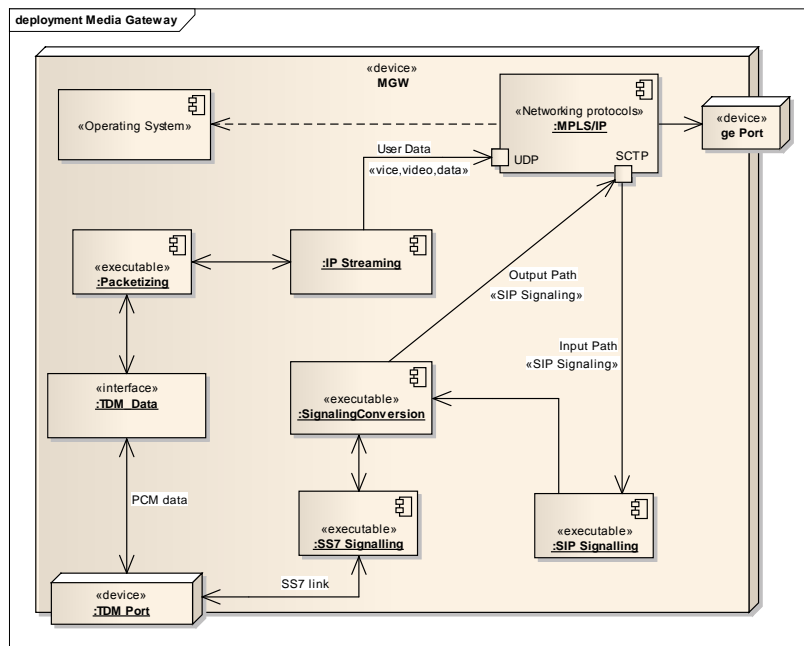 deployment Media Gateway
«device»
MGW
«Operating System»
«Networking protocols»
:MPLS/IP
«device»
ge Port
UDP
SCTP
User Data
«vice,video,data»
«executable»
:Packetizing
:IP Streaming
Output Path
«SIP Signaling»
Input Path
«SIP Signaling»
«interface»
:TDM_Data
«executable»
:SignalingConversion
PCM data
«executable»
:SS7 Signalling
«executable»
:SIP Signalling
SS7 link
«device»
:TDM Port